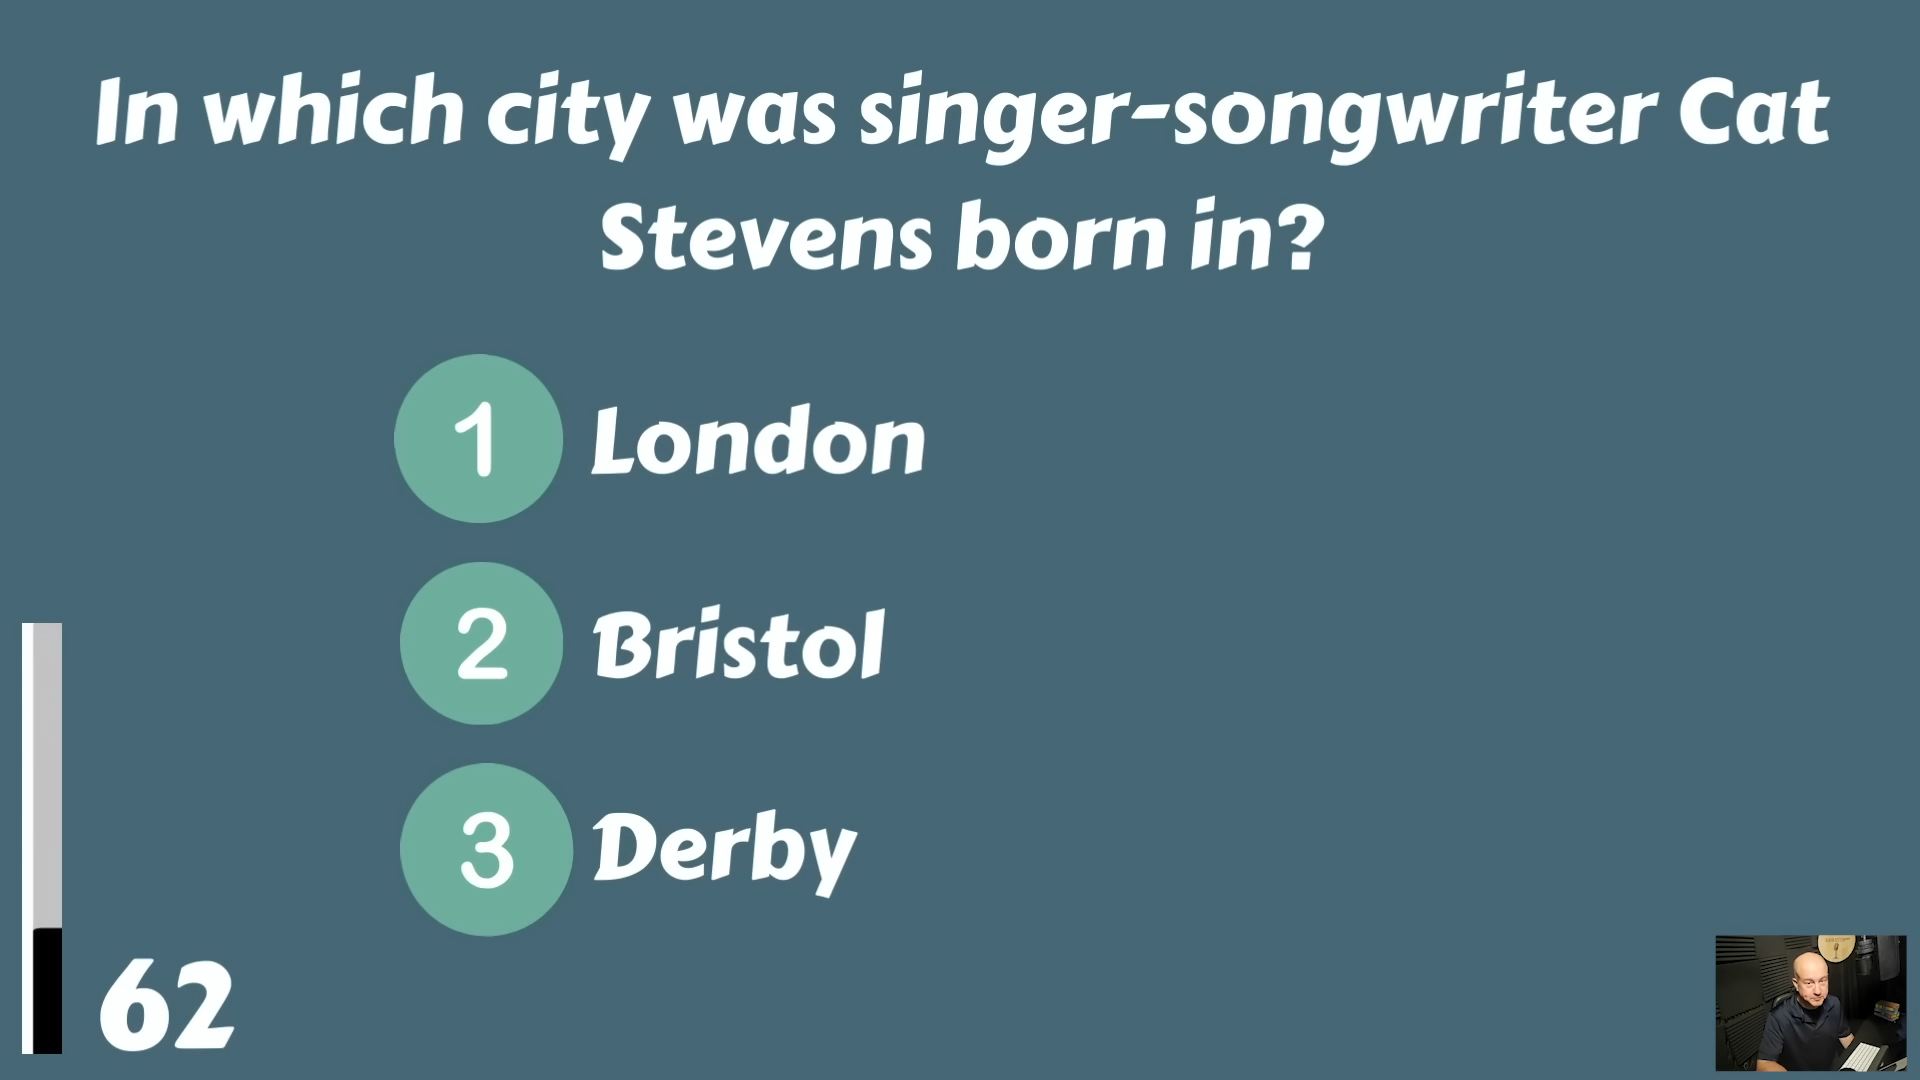 In which city was singer-songwriter Cat
Stevens born in?
1 London
2 Bristol
3 Derby
62